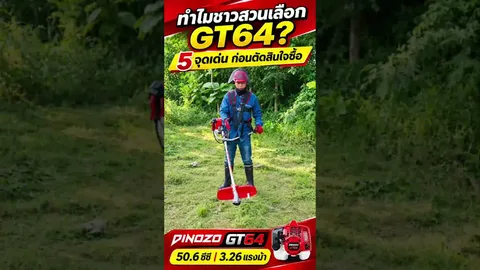 ทำไมชาวสวนเลือก
GT64?
5 จุดเด่น ก่อนตัดสินใจซื้อ
DINOZO GT64
50.6 ซีซี | 3.26 แรงม้า